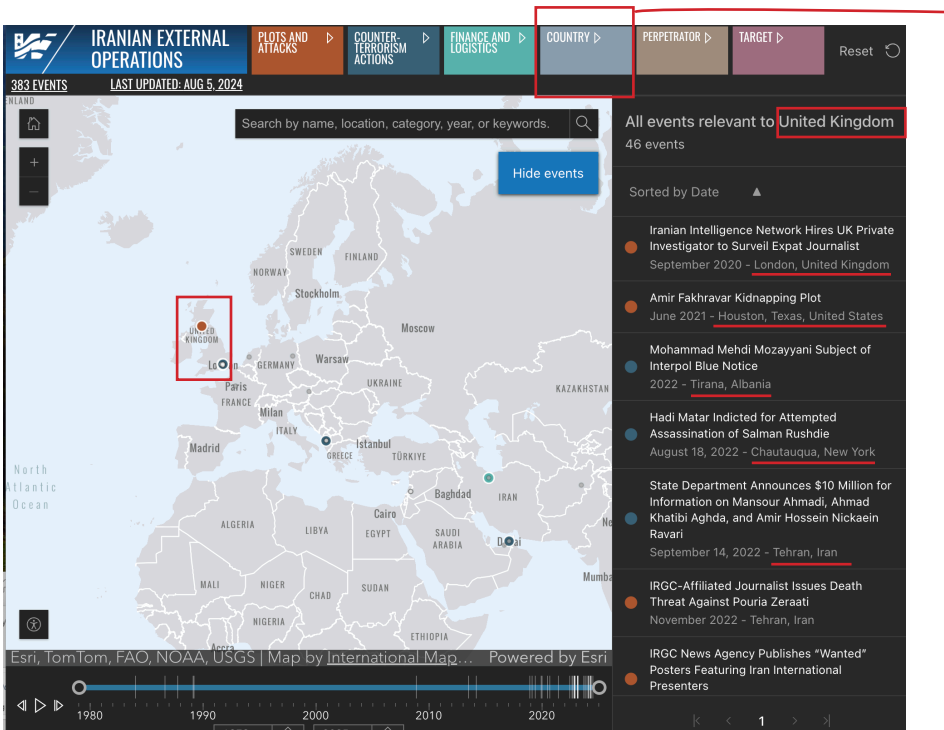 IRANIAN EXTERNAL
OPERATIONS
PLOTS AND
ATTACKS
COUNTER-
TERRORISM
ACTIONS
FINANCE AND
LOGISTICS
COUNTRY
PERPETRATOR
TARGET
Reset
383 EVENTS
LAST UPDATED: AUG 5, 2024
Search by name, location, category, year, or keywords.
Hide events
All events relevant to United Kingdom
46 events
Sorted by Date
Iranian Intelligence Network Hires UK Private
Investigator to Surveil Expat Journalist
September 2020 - London, United Kingdom
Amir Fakhravar Kidnapping Plot
June 2021 - Houston, Texas, United States
Mohammad Mehdi Mozayyani Subject of
Interpol Blue Notice
2022 - Tirana, Albania
Hadi Matar Indicted for Attempted
Assassination of Salman Rushdie
August 18, 2022 - Chautauqua, New York
State Department Announces $10 Million for
Information on Mansour Ahmadi, Ahmad
Khatibi Aghda, and Amir Hossein Nickaein
Ravari
September 14, 2022 - Tehran, Iran
IRGC-Affiliated Journalist Issues Death
Threat Against Pouria Zeraati
November 2022 - Tehran, Iran
IRGC News Agency Publishes “Wanted”
Posters Featuring Iran International
Presenters
1
ENLAND
SWEDEN
FINLAND
NORWAY
Stockholm
Moscow
UNITED
KINGDOM
GERMANY
Warsaw
Paris
UKRAINE
KAZAKHSTAN
FRANCE
Milan
ITALY
Madrid
Istanbul
GREECE
TÜRKIYE
North
Atlantic
Ocean
Baghdad
IRAN
Cairo
ALGERIA
LIBYA
EGYPT
SAUDI
ARABIA
Ne
MALI
NIGER
CHAD
SUDAN
Mumba
NIGERIA
ETHIOPIA
Accra
Esri, TomTom, FAO, NOAA, USGS | Map by International Map... Powered by Esri
1980
1990
2000
2010
2020